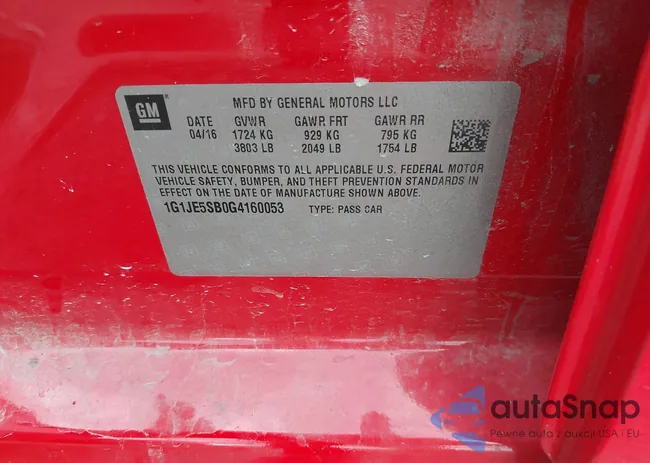 GM
MFD BY GENERAL MOTORS LLC
DATE GVWR GAWR FRT GAWR RR
04/16 1724 KG 929 KG 795 KG
3803 LB 2049 LB 1754 LB
THIS VEHICLE CONFORMS TO ALL APPLICABLE U.S. FEDERAL MOTOR
VEHICLE SAFETY, BUMPER, AND THEFT PREVENTION STANDARDS IN
EFFECT ON THE DATE OF MANUFACTURE SHOWN ABOVE.
1G1JE5SB0G4160053 TYPE: PASS CAR
autaSnap
Pewne auta z aukcji USA i EU